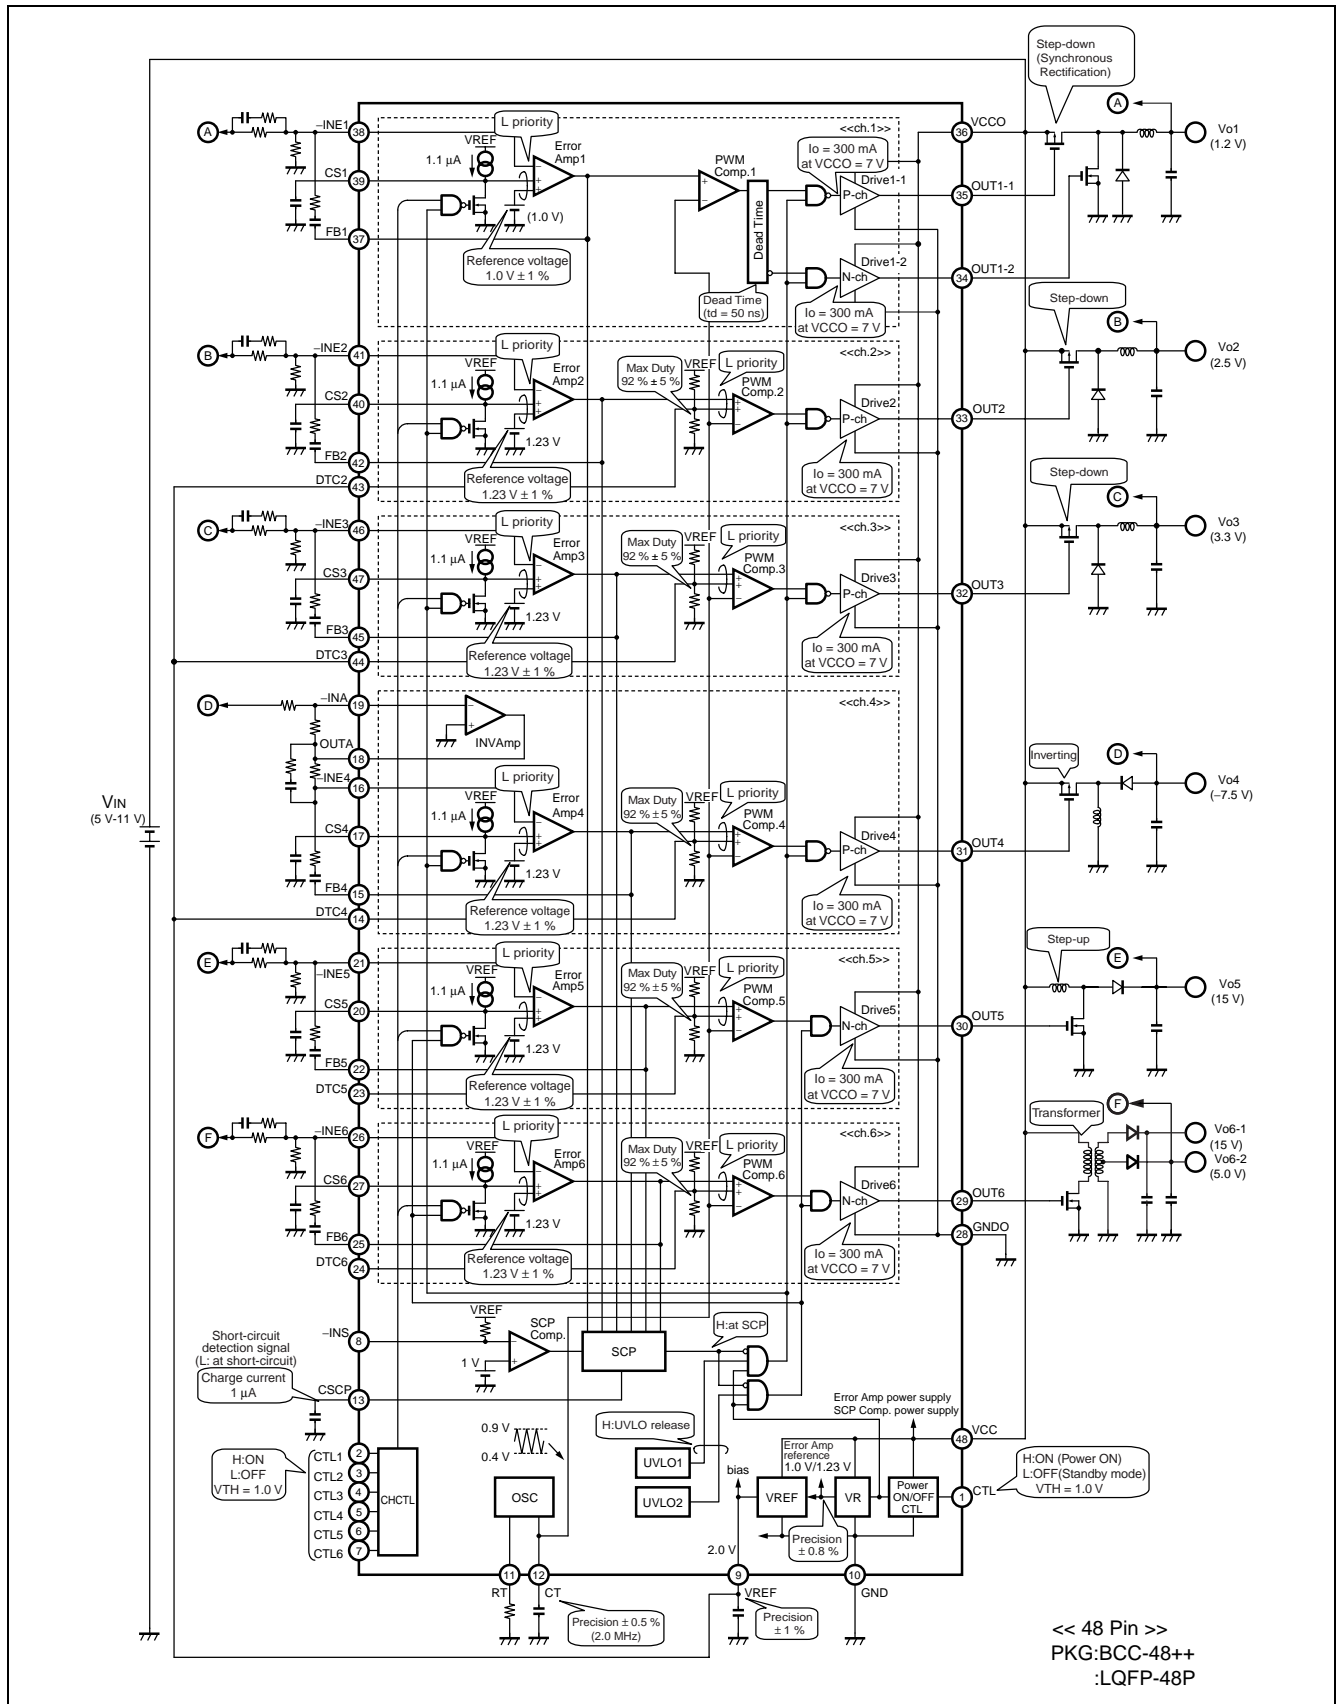 Step-down
(Synchronous
Rectification)
A
A
–INE1
38
L priority
<<ch.1>>
36
VCCO
Vo1
(1.2 V)
VREF
1.1 µA
Error
Amp1
PWM
Comp.1
Io = 300 mA
at VCCO = 7 V
Drive1-1
CS1
39
P-ch
35
OUT1-1
(1.0 V)
Dead Time
FB1
37
Reference voltage
1.0 V ± 1 %
Drive1-2
N-ch
34
OUT1-2
Dead Time
(td = 50 ns)
Io = 300 mA
at VCCO = 7 V
Step-down
B
B
–INE2
41
L priority
<<ch.2>>
Vo2
(2.5 V)
VREF
1.1 µA
Error
Amp2
Max Duty
92 % ± 5 %
VREF
L priority
PWM
Comp.2
CS2
40
Drive2
P-ch
33
OUT2
1.23 V
FB2
42
Reference voltage
1.23 V ± 1 %
Io = 300 mA
at VCCO = 7 V
DTC2
43
Step-down
C
C
–INE3
46
L priority
<<ch.3>>
Vo3
(3.3 V)
VREF
1.1 µA
Error
Amp3
Max Duty
92 % ± 5 %
VREF
L priority
PWM
Comp.3
CS3
47
Drive3
P-ch
32
OUT3
1.23 V
FB3
45
Reference voltage
1.23 V ± 1 %
Io = 300 mA
at VCCO = 7 V
DTC3
44
D
–INA
19
<<ch.4>>
INVAmp
OUTA
18
Inverting
D
–INE4
16
L priority
Vo4
(–7.5 V)
VIN
(5 V-11 V)
VREF
1.1 µA
Error
Amp4
Max Duty
92 % ± 5 %
VREF
L priority
PWM
Comp.4
CS4
17
Drive4
P-ch
31
OUT4
1.23 V
FB4
15
Reference voltage
1.23 V ± 1 %
Io = 300 mA
at VCCO = 7 V
DTC4
14
Step-up
E
E
21
–INE5
L priority
<<ch.5>>
Vo5
(15 V)
VREF
1.1 µA
Error
Amp5
Max Duty
92 % ± 5 %
VREF
L priority
PWM
Comp.5
CS5
20
Drive5
N-ch
30
OUT5
1.23 V
FB5
22
Reference voltage
1.23 V ± 1 %
Io = 300 mA
at VCCO = 7 V
DTC5
23
Transformer
F
F
–INE6
26
L priority
<<ch.6>>
Vo6-1
(15 V)
Vo6-2
(5.0 V)
VREF
1.1 µA
Error
Amp6
Max Duty
92 % ± 5 %
VREF
L priority
PWM
Comp.6
CS6
27
Drive6
N-ch
29
OUT6
1.23 V
28
GNDO
FB6
25
Reference voltage
1.23 V ± 1 %
Io = 300 mA
at VCCO = 7 V
DTC6
24
VREF
–INS
8
SCP
Comp.
SCP
H:at SCP
1 V
Short-circuit
detection signal
(L: at short-circuit)
Charge current
1 µA
CSCP
13
Error Amp power supply
SCP Comp. power supply
H:UVLO release
VCC
48
0.9 V
0.4 V
Error Amp
reference
1.0 V/1.23 V
H:ON
L:OFF
VTH = 1.0 V
CTL1
2
CTL2
3
CTL3
4
CTL4
5
CTL5
6
CTL6
7
CHCTL
OSC
UVLO1
UVLO2
bias
VREF
VR
Power
ON/OFF
CTL
1
CTL
H:ON (Power ON)
L:OFF(Standby mode)
VTH = 1.0 V
2.0 V
Precision
± 0.8 %
11
12
9
10
RT
CT
VREF
GND
Precision ± 0.5 %
(2.0 MHz)
Precision
± 1 %
<< 48 Pin >>
PKG:BCC-48++
:LQFP-48P